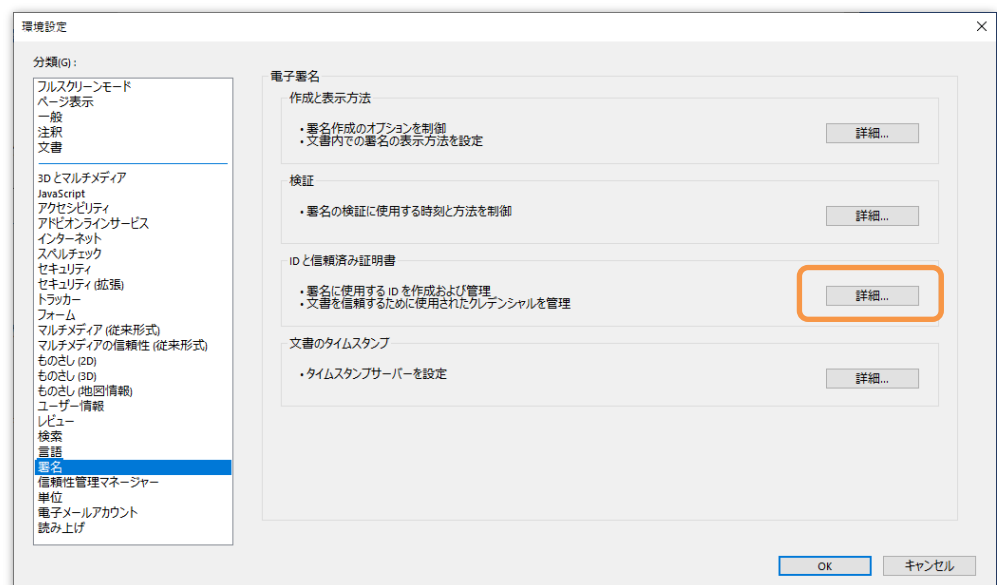 環境設定
分類(G):
フルスクリーンモード
ページ表示
一般
注釈
文書
3D とマルチメディア
JavaScript
アクセシビリティ
アドビオンラインサービス
インターネット
スペルチェック
セキュリティ
セキュリティ (拡張)
トラッカー
フォーム
マルチメディア (従来形式)
マルチメディアの信頼性 (従来形式)
ものさし (2D)
ものさし (3D)
ものさし (地図情報)
ユーザー情報
レビュー
検索
言語
署名
信頼性管理マネージャー
単位
電子メールアカウント
読み上げ
電子署名
作成と表示方法
・署名作成のオプションを制御
・文書内での署名の表示方法を設定
詳細...
検証
・署名の検証に使用する時刻と方法を制御
詳細...
ID と信頼済み証明書
・署名に使用する ID を作成および管理
・文書を信頼するために使用されたクレデンシャルを管理
詳細...
文書のタイムスタンプ
・タイムスタンプサーバーを設定
詳細...
OK
キャンセル